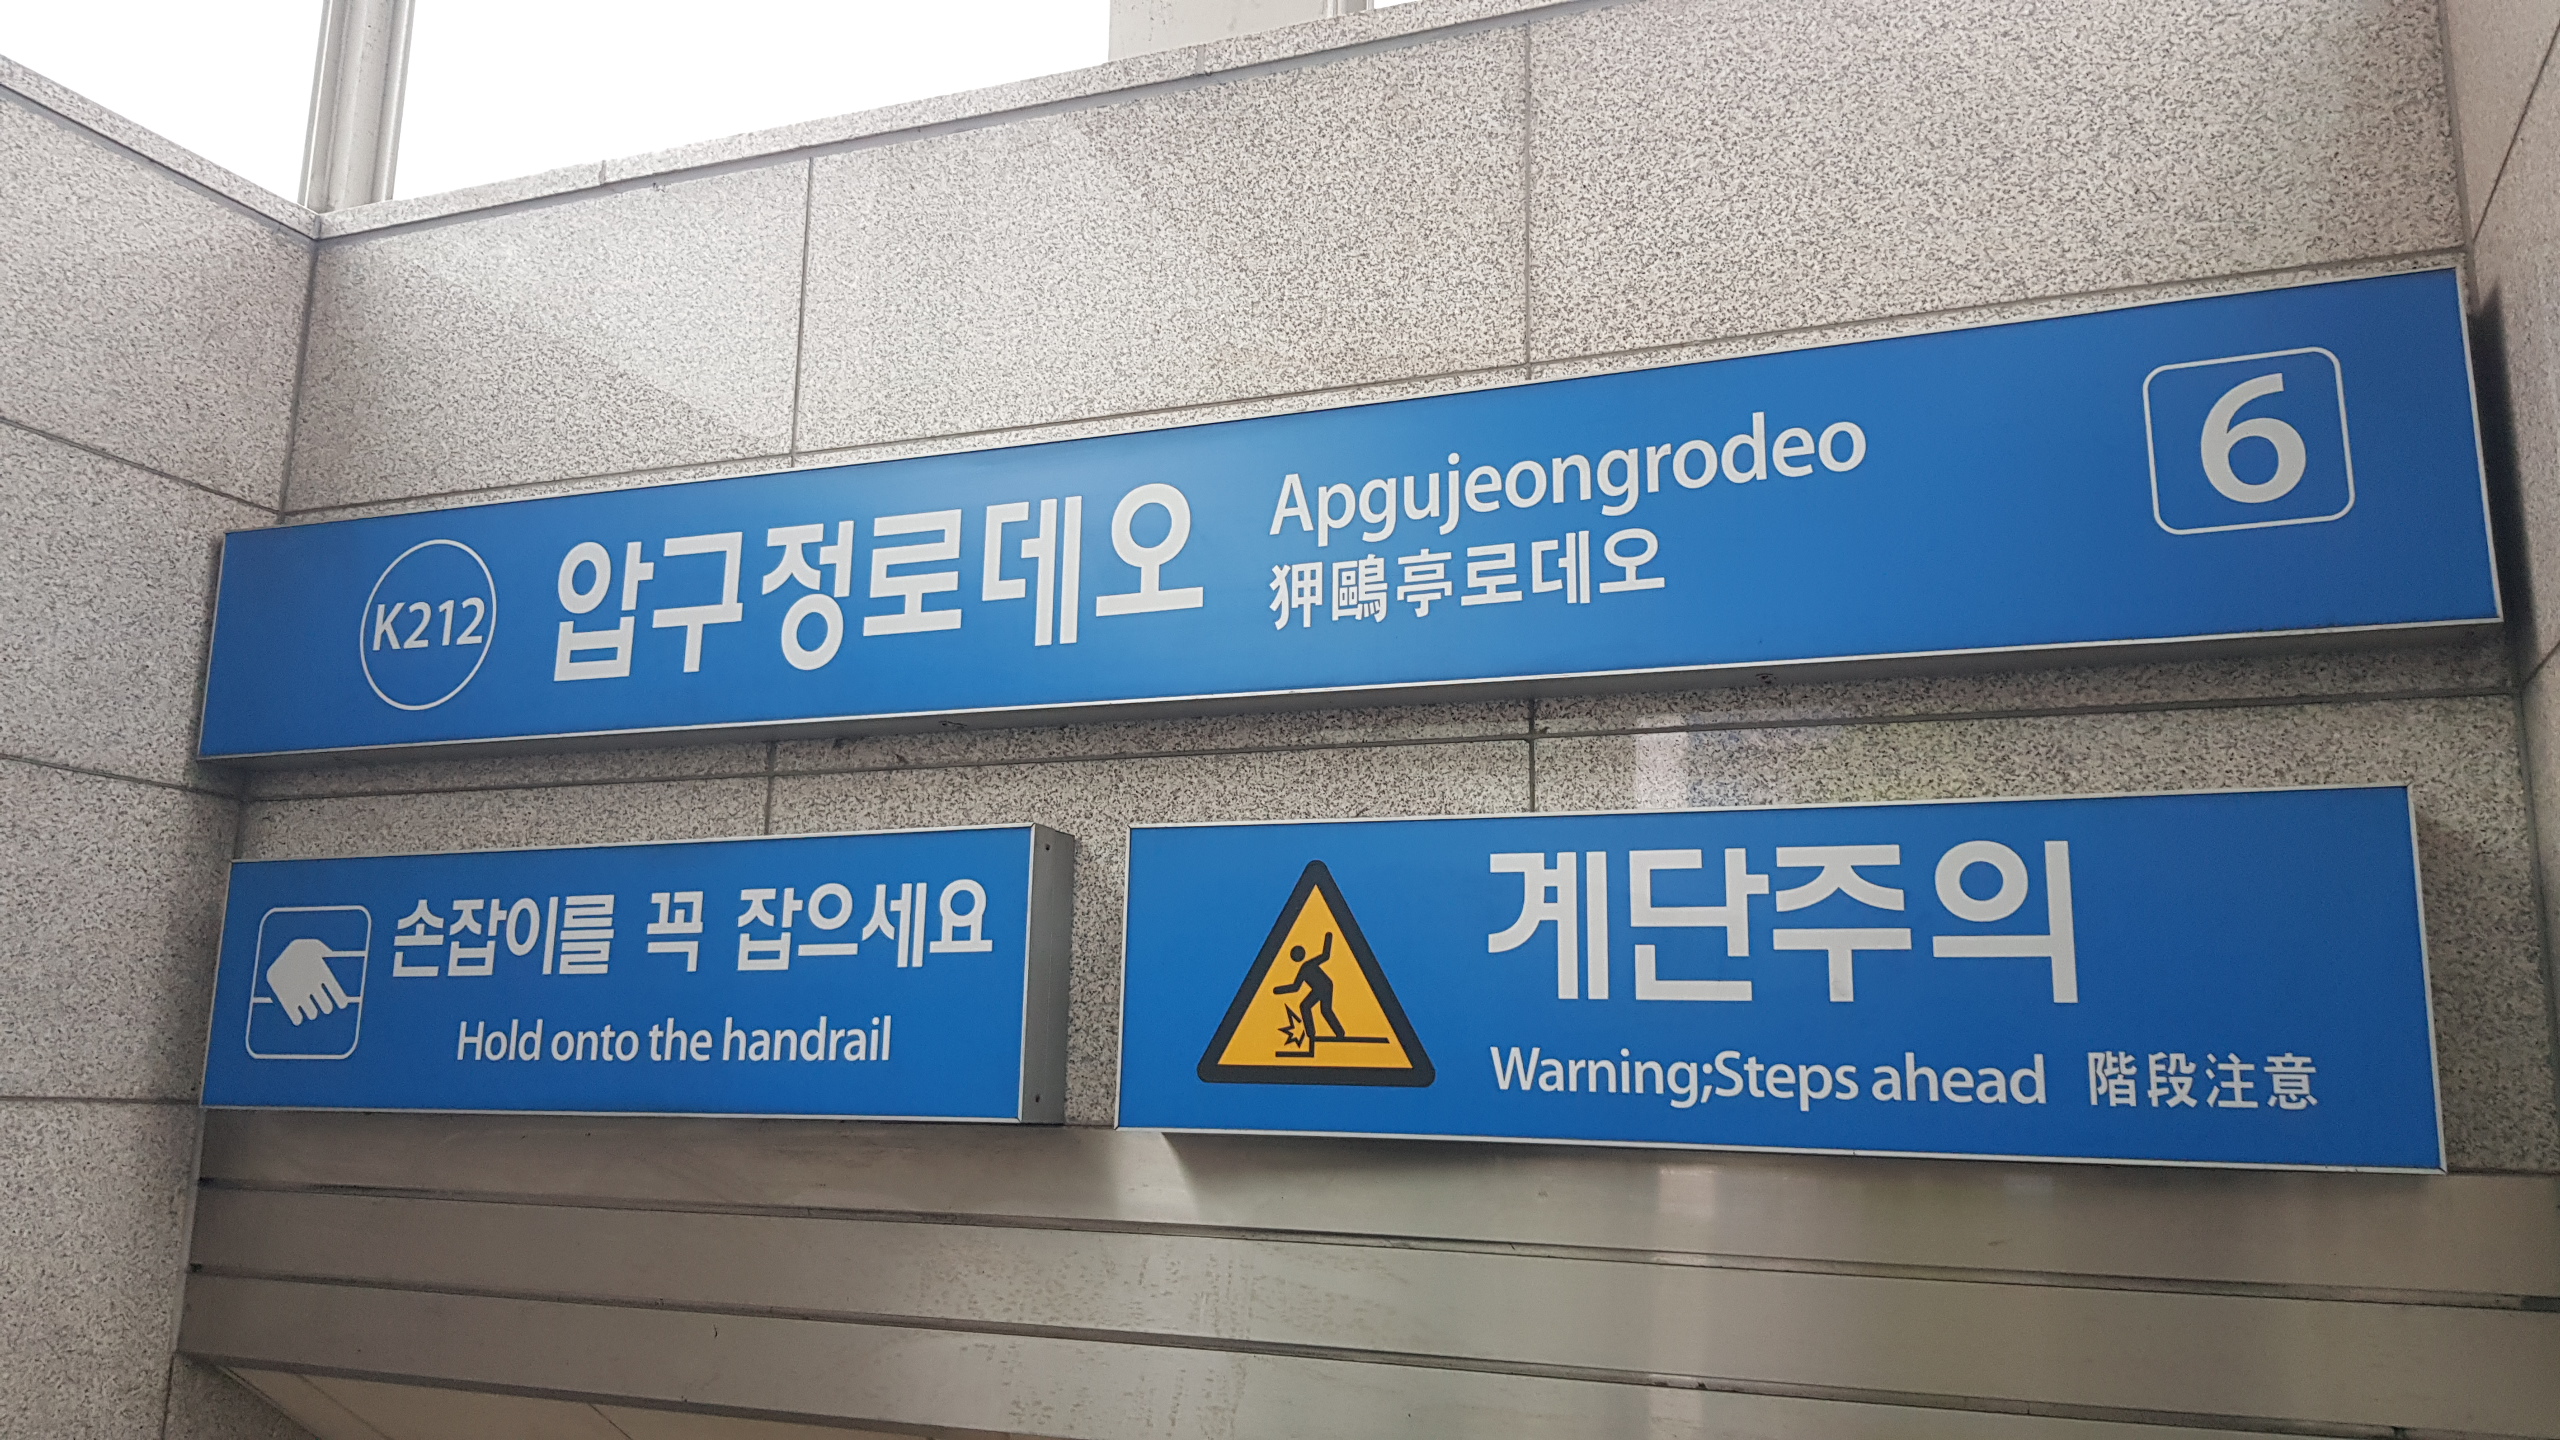 K212 압구정로데오 Apgujeongrodeo 6
狎鷗亭로데오
손잡이를 꼭 잡으세요
Hold onto the handrail
계단주의
Warning;Steps ahead 階段注意